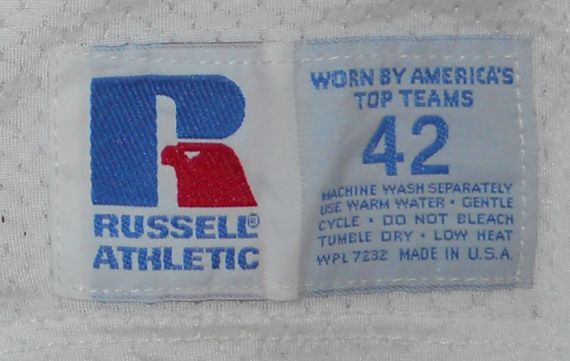 R
RUSSELL®
ATHLETIC
WORN BY AMERICA'S
TOP TEAMS
42
MACHINE WASH SEPARATELY
USE WARM WATER • GENTLE
CYCLE • DO NOT BLEACH
TUMBLE DRY • LOW HEAT
WPL 7232 MADE IN U.S.A.